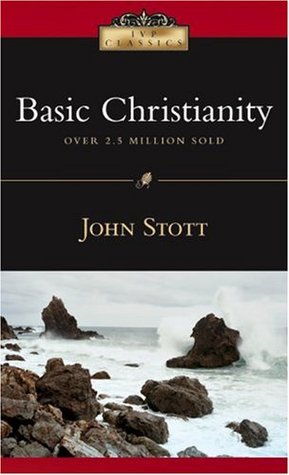 IVP
CLASSICS
Basic Christianity
OVER 2.5 MILLION SOLD
JOHN STOTT